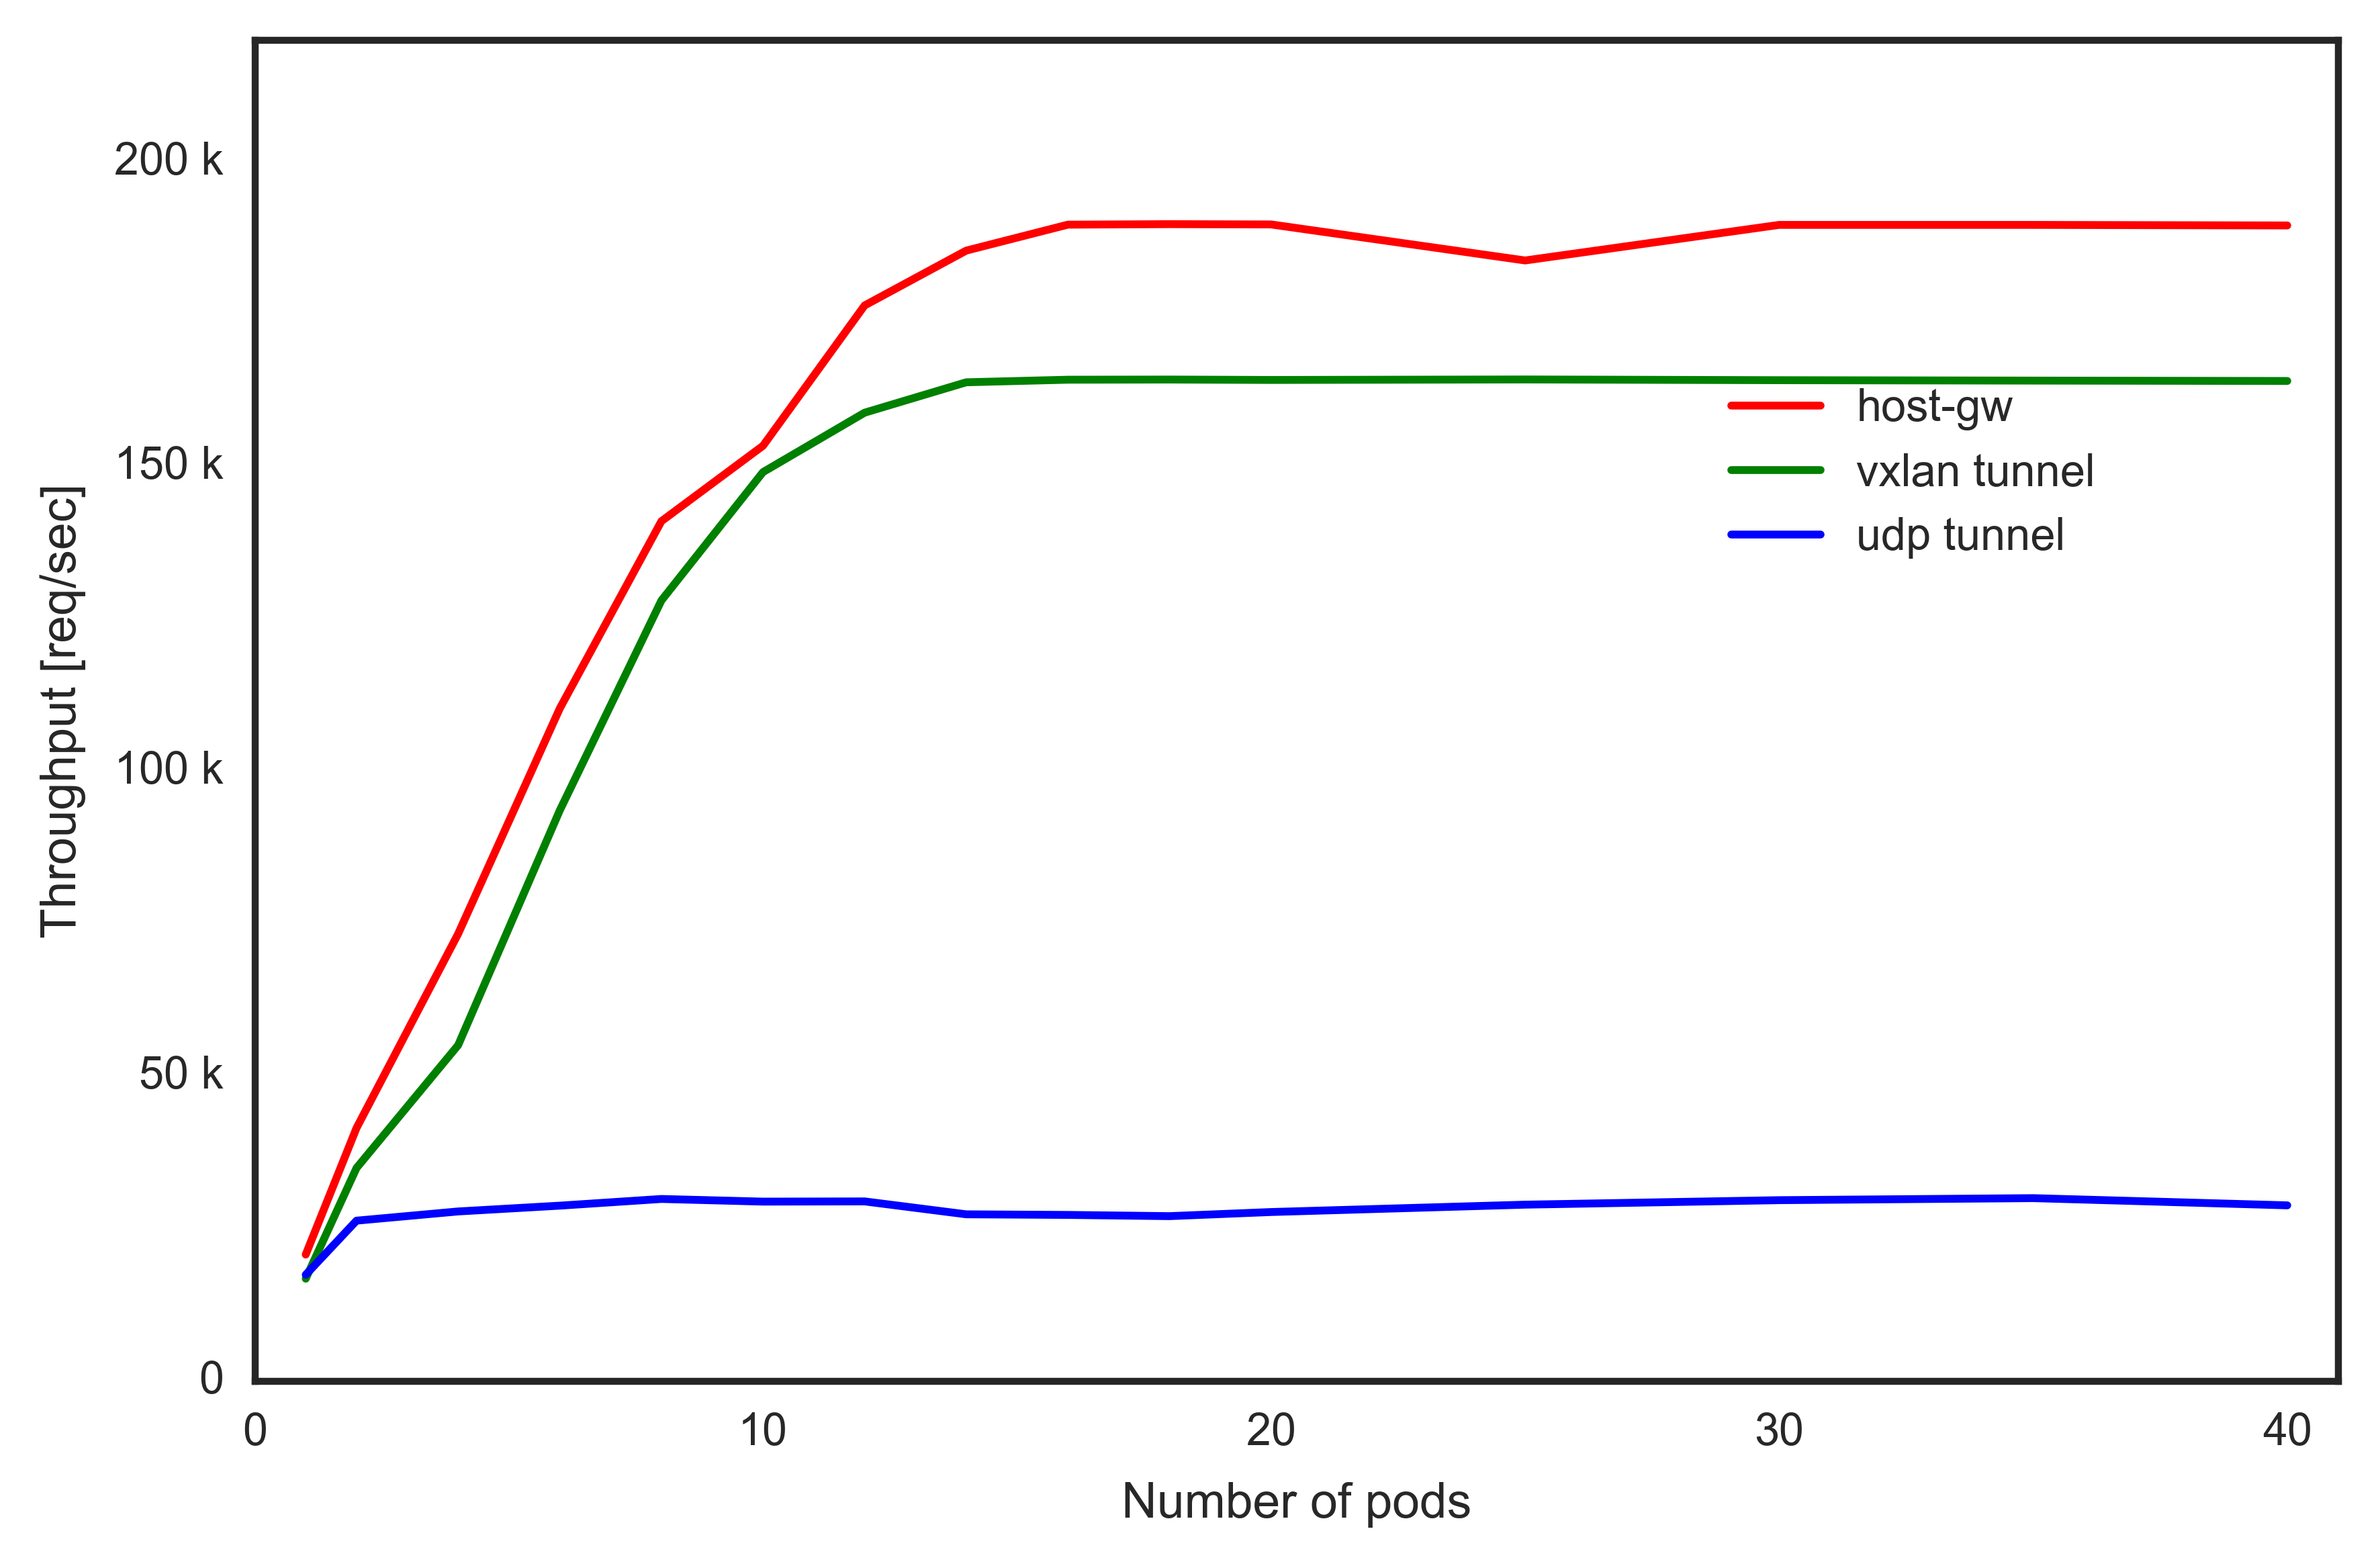 200 k
150 k
100 k
50 k
0
Throughput [req/sec]
host-gw
vxlan tunnel
udp tunnel
0 10 20 30 40
Number of pods